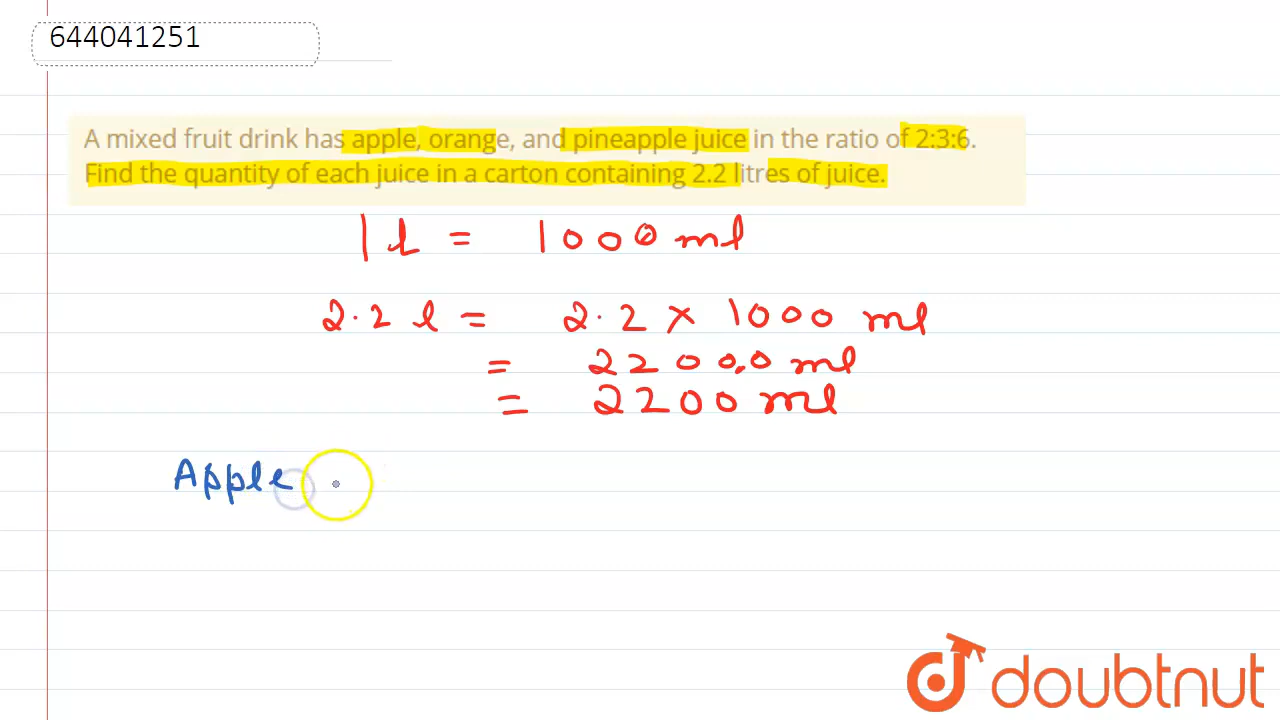 644041251
A mixed fruit drink has apple, orange, and pineapple juice in the ratio of 2:3:6.
Find the quantity of each juice in a carton containing 2.2 litres of juice.
1 l = 1000 ml
2.2 l = 2.2 × 1000 ml
= 2200.0 ml
= 2200 ml
Apple
doubtnut